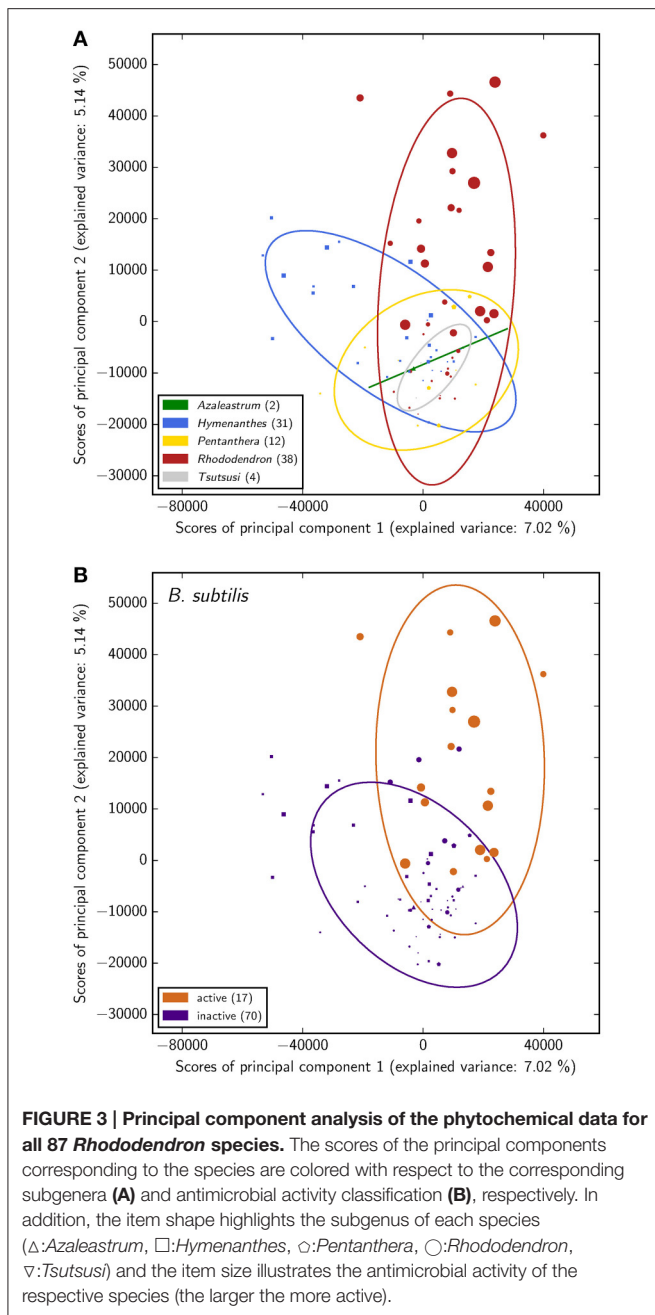 A
50000
40000
30000
20000
10000
0
−10000
−20000
−30000
Scores of principal component 2 (explained variance: 5.14 %)
Azaleastrum (2)
Hymenanthes (31)
Pentanthera (12)
Rhododendron (38)
Tsutsusi (4)
−80000 −40000 0 40000
Scores of principal component 1 (explained variance: 7.02 %)
B
B. subtilis
50000
40000
30000
20000
10000
0
−10000
−20000
−30000
Scores of principal component 2 (explained variance: 5.14 %)
active (17)
inactive (70)
−80000 −40000 0 40000
Scores of principal component 1 (explained variance: 7.02 %)
FIGURE 3 | Principal component analysis of the phytochemical data for
all 87 Rhododendron species. The scores of the principal components
corresponding to the species are colored with respect to the corresponding
subgenera (A) and antimicrobial activity classification (B), respectively. In
addition, the item shape highlights the subgenus of each species
(△:Azaleastrum, □:Hymenanthes, ⬠:Pentanthera, ◯:Rhododendron,
▽:Tsutsusi) and the item size illustrates the antimicrobial activity of the
respective species (the larger the more active).